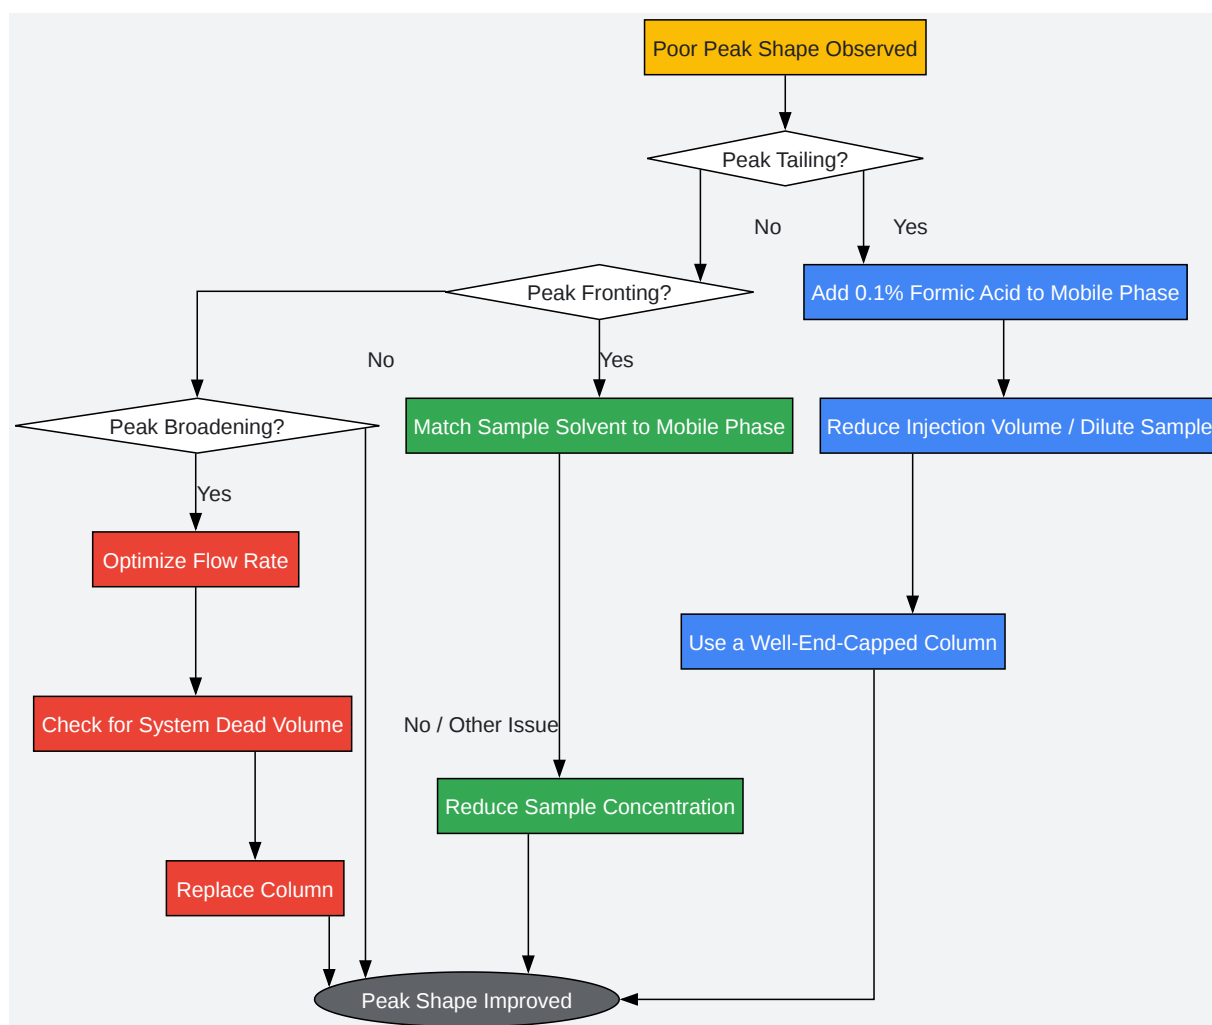 Poor Peak Shape Observed
Peak Tailing?
No
Yes
Peak Fronting?
Add 0.1% Formic Acid to Mobile Phase
No
Yes
Peak Broadening?
Match Sample Solvent to Mobile Phase
Reduce Injection Volume / Dilute Sample
Yes
Optimize Flow Rate
Use a Well-End-Capped Column
Check for System Dead Volume
No / Other Issue
Reduce Sample Concentration
Replace Column
Peak Shape Improved